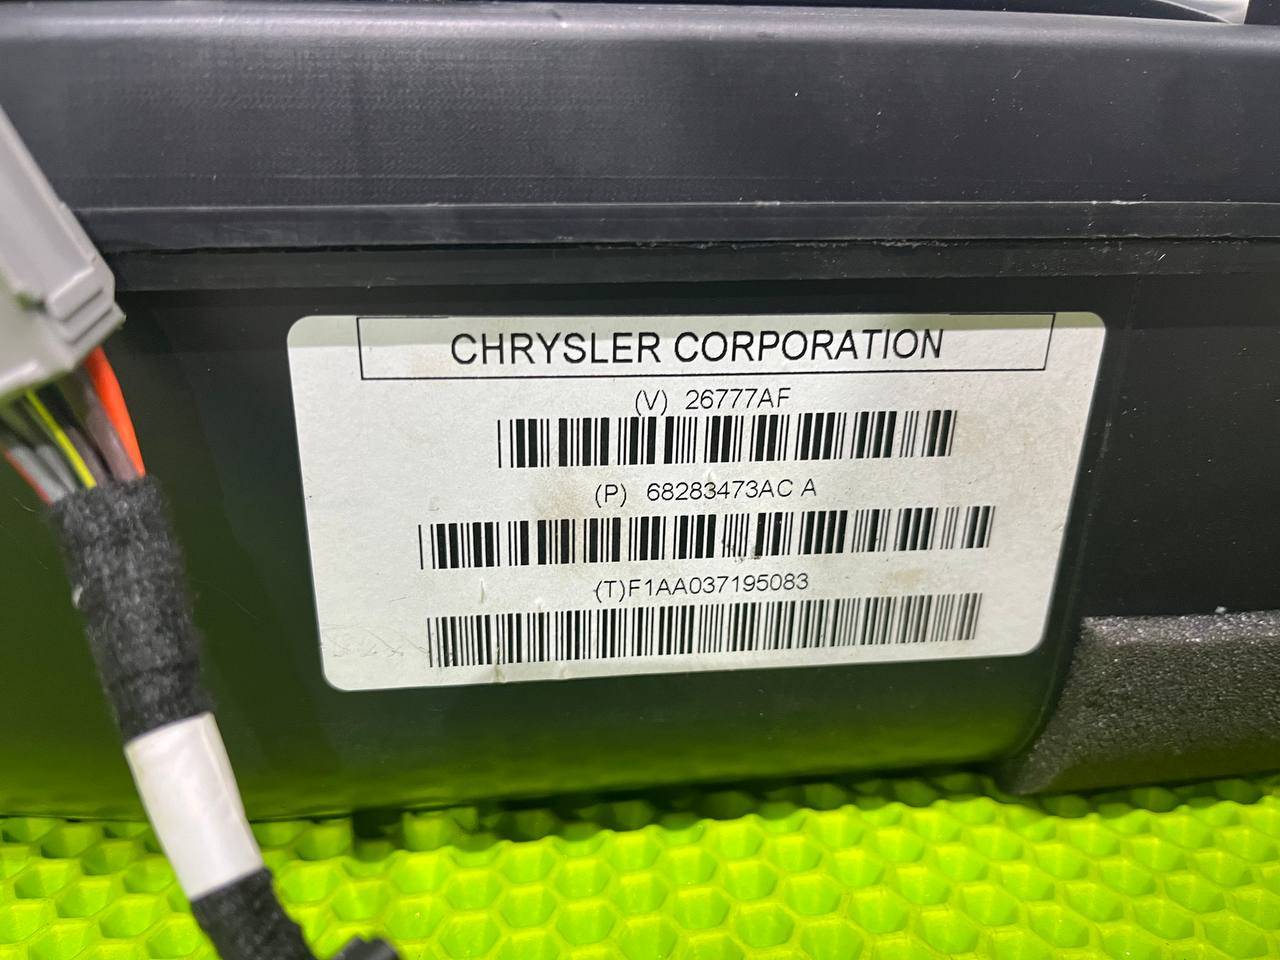 CHRYSLER CORPORATION
(V) 26777AF
(P) 68283473AC A
(T)F1AA037195083